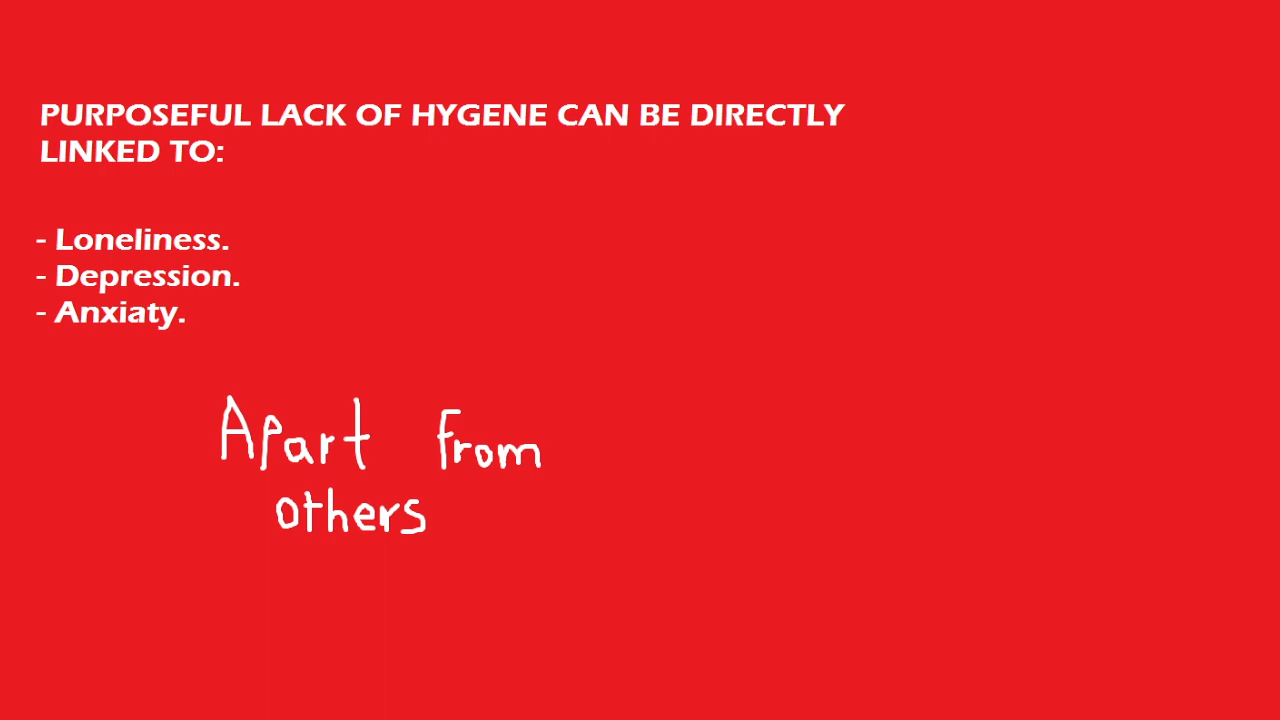 PURPOSEFUL LACK OF HYGENE CAN BE DIRECTLY
LINKED TO:
- Loneliness.
- Depression.
- Anxiaty.
Apart From
others